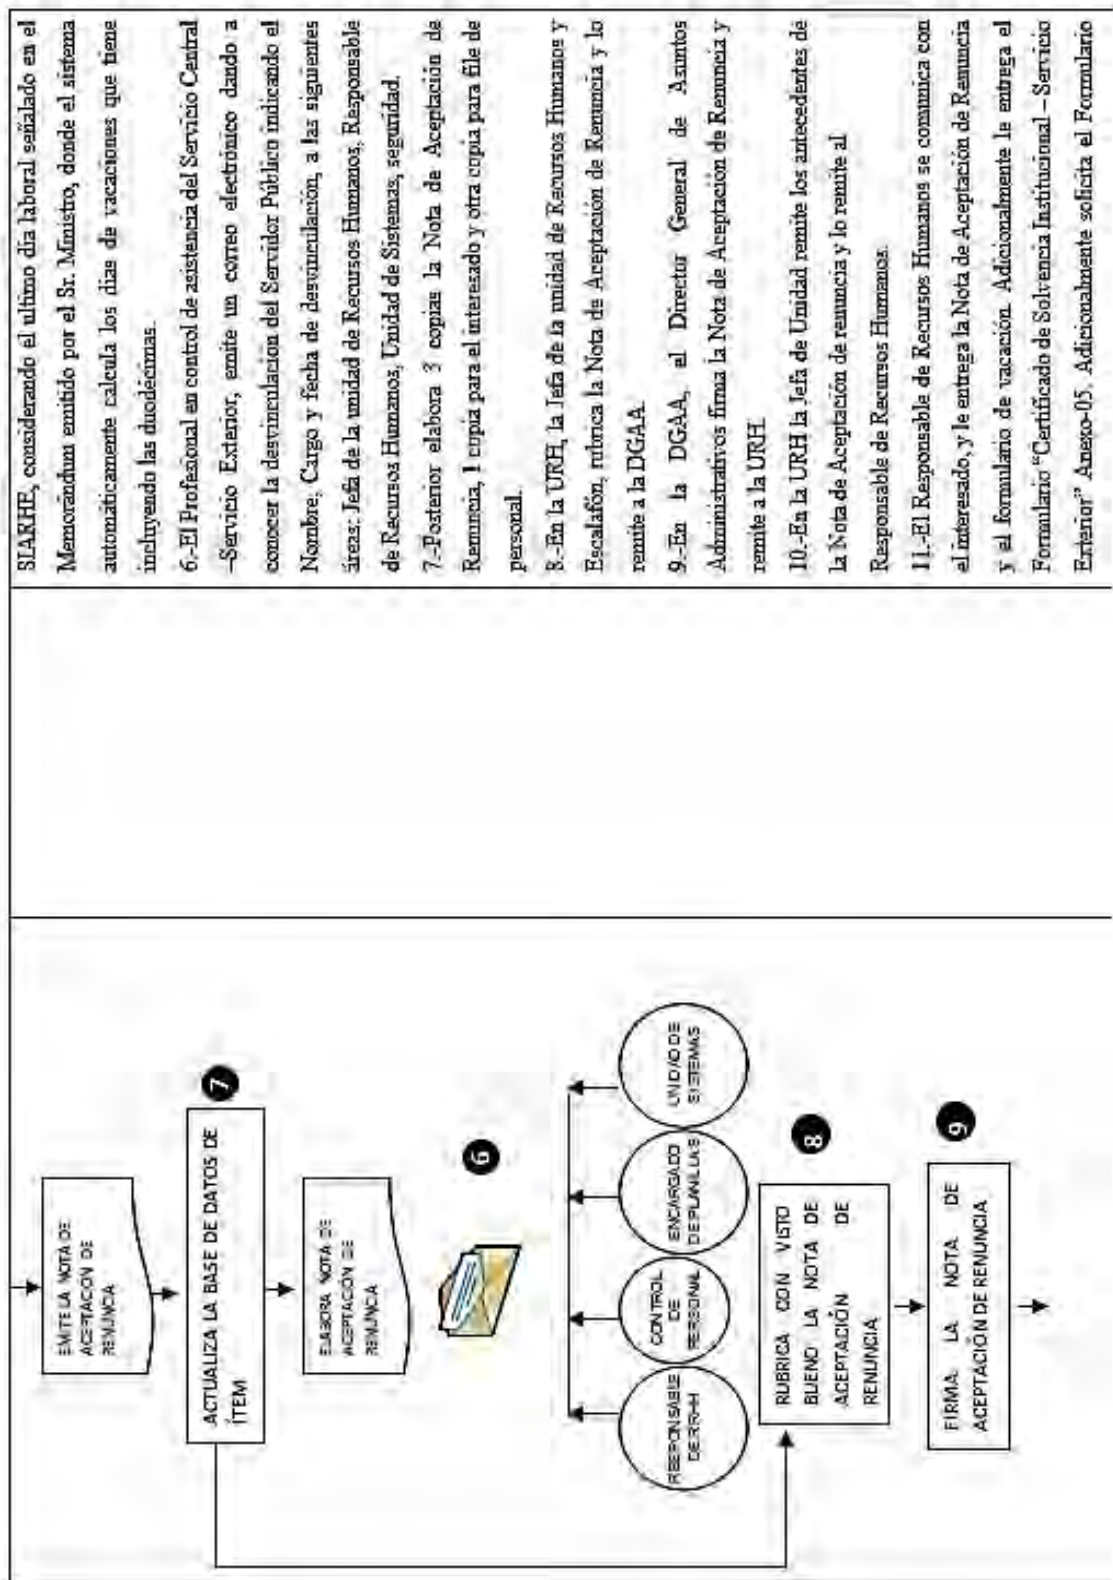 EMITE LA NOTA DE
ACEPTACIÓN DE
RENUNCIA
7
ACTUALIZA LA BASE DE DATOS DE
ÍTEM
ELABORA NOTA DE
ACEPTACIÓN DE
RENUNCIA
6
RESPONSABLE
DE RRHH
CONTROL
DE
PERSONAL
ENCARGADO
DE PLANILLAS
UNIDAD DE
SISTEMAS
RUBRICA CON VISTO
BUENO LA NOTA DE
ACEPTACIÓN DE
RENUNCIA
8
FIRMA LA NOTA DE
ACEPTACIÓN DE RENUNCIA
9
SIARHE, considerando el ultimo día laboral señalado en el
Memorándum emitido por el Sr. Ministro, donde el sistema
automáticamente calcula los días de vacaciones que tiene
incluyendo las duodécimas.
6.-El Profesional en control de asistencia del Servicio Central
–Servicio Exterior, emite un correo electrónico dando a
conocer la desvinculación del Servidor Público indicando el
Nombre, Cargo y fecha de desvinculación, a las siguientes
áreas: Jefa de la unidad de Recursos Humanos, Responsable
de Recursos Humanos, Unidad de Sistemas, seguridad.
7.-Posterior elabora 3 copias la Nota de Aceptación de
Renuncia, 1 copia para el interesado y otra copia para file de
personal.
8.-En la URH, la Jefa de la unidad de Recursos Humanos y
Escalafón, rubrica la Nota de Aceptación de Renuncia y lo
remite a la DGAA.
9.-En la DGAA, el Director General de Asuntos
Administrativos firma la Nota de Aceptación de Renuncia y
remite a la URH.
10.-En la URH la Jefa de Unidad remite los antecedentes de
la Nota de Aceptación de renuncia y lo remite al
Responsable de Recursos Humanos.
11.-El Responsable de Recursos Humanos se comunica con
el interesado, y le entrega la Nota de Aceptación de Renuncia
y el formulario de vacación. Adicionalmente le entrega el
Formulario "Certificado de Solvencia Institucional – Servicio
Exterior" Anexo-05. Adicionalmente solicita el Formulario